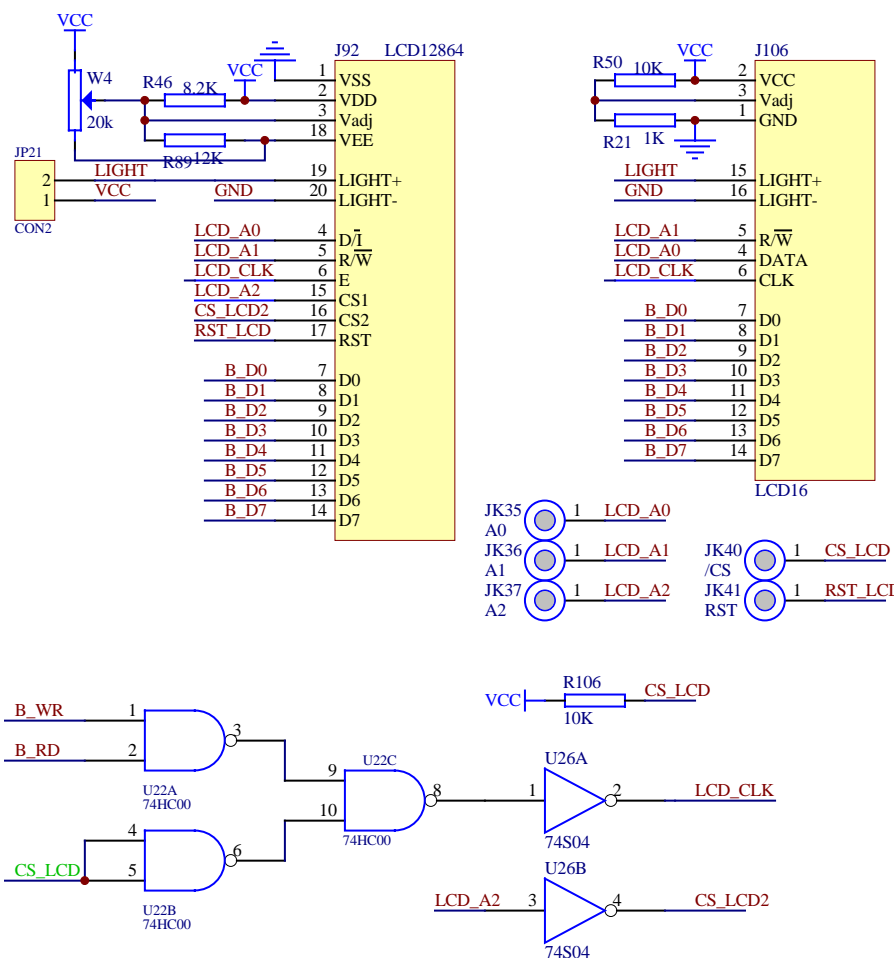 VCC
W4
20k
R46
8.2K
VCC
R89
12K
J92 LCD12864
1 VSS
2 VDD
3 Vadj
18 VEE
19 LIGHT+
20 LIGHT-
JP21
2
1
CON2
LIGHT
VCC
GND
LCD_A0 4 D/I
LCD_A1 5 R/W
LCD_CLK 6 E
LCD_A2 15 CS1
CS_LCD2 16 CS2
RST_LCD 17 RST
B_D0 7 D0
B_D1 8 D1
B_D2 9 D2
B_D3 10 D3
B_D4 11 D4
B_D5 12 D5
B_D6 13 D6
B_D7 14 D7
R50
10K
VCC
R21
1K
J106
2 VCC
3 Vadj
1 GND
LIGHT 15 LIGHT+
GND 16 LIGHT-
LCD_A1 5 R/W
LCD_A0 4 DATA
LCD_CLK 6 CLK
B_D0 7 D0
B_D1 8 D1
B_D2 9 D2
B_D3 10 D3
B_D4 11 D4
B_D5 12 D5
B_D6 13 D6
B_D7 14 D7
LCD16
JK35 1 LCD_A0
A0
JK36 1 LCD_A1
A1
JK37 1 LCD_A2
A2
JK40 1 CS_LCD
/CS
JK41 1 RST_LCI
RST
VCC
R106
10K
CS_LCD
B_WR 1
B_RD 2
3
U22A
74HC00
CS_LCD
4
5
6
U22B
74HC00
9
10
U22C
8
74HC00
U26A
1 2 LCD_CLK
74S04
U26B
LCD_A2 3 4 CS_LCD2
74S04